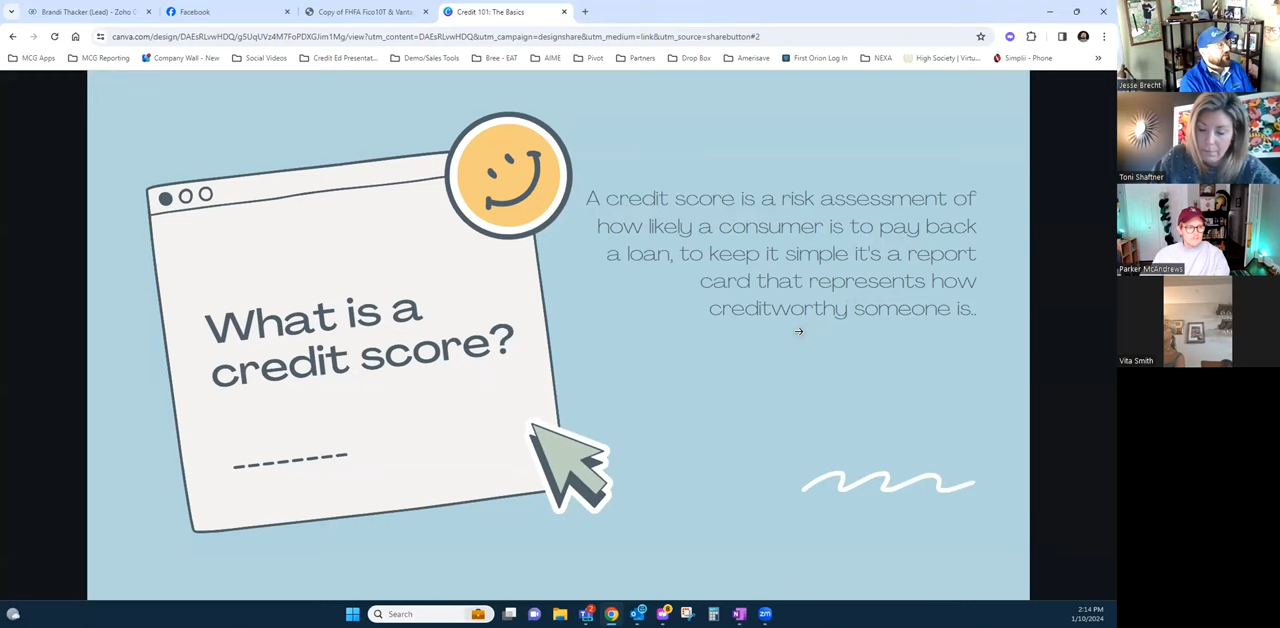 Brandi Thacker (Lead) - Zoho C
Facebook
Copy of FHFA Fico10T & Vanta
Credit 101: The Basics
canva.com/design/DAEsRLvwHDQ/g5UqUVz4M7FoPDXGJim1Mg/view?utm_content=DAEsRLvwHDQ&utm_campaign=designshare&utm_medium=link&utm_source=sharebutton#2
MCG Apps
MCG Reporting
Company Wall - New
Social Videos
Credit Ed Presentat...
Demo/Sales Tools
Bree - EAT
AIME
Pivot
Partners
Drop Box
Amerisave
First Orion Log In
NEXA
High Society | Virtu...
Simplii - Phone
What is a
credit score?
A credit score is a risk assessment of
how likely a consumer is to pay back
a loan, to keep it simple it's a report
card that represents how
creditworthy someone is..
Jesse Brecht
Toni Shaftner
Parker McAndrews
Vita Smith
Search
2:14 PM
1/10/2024